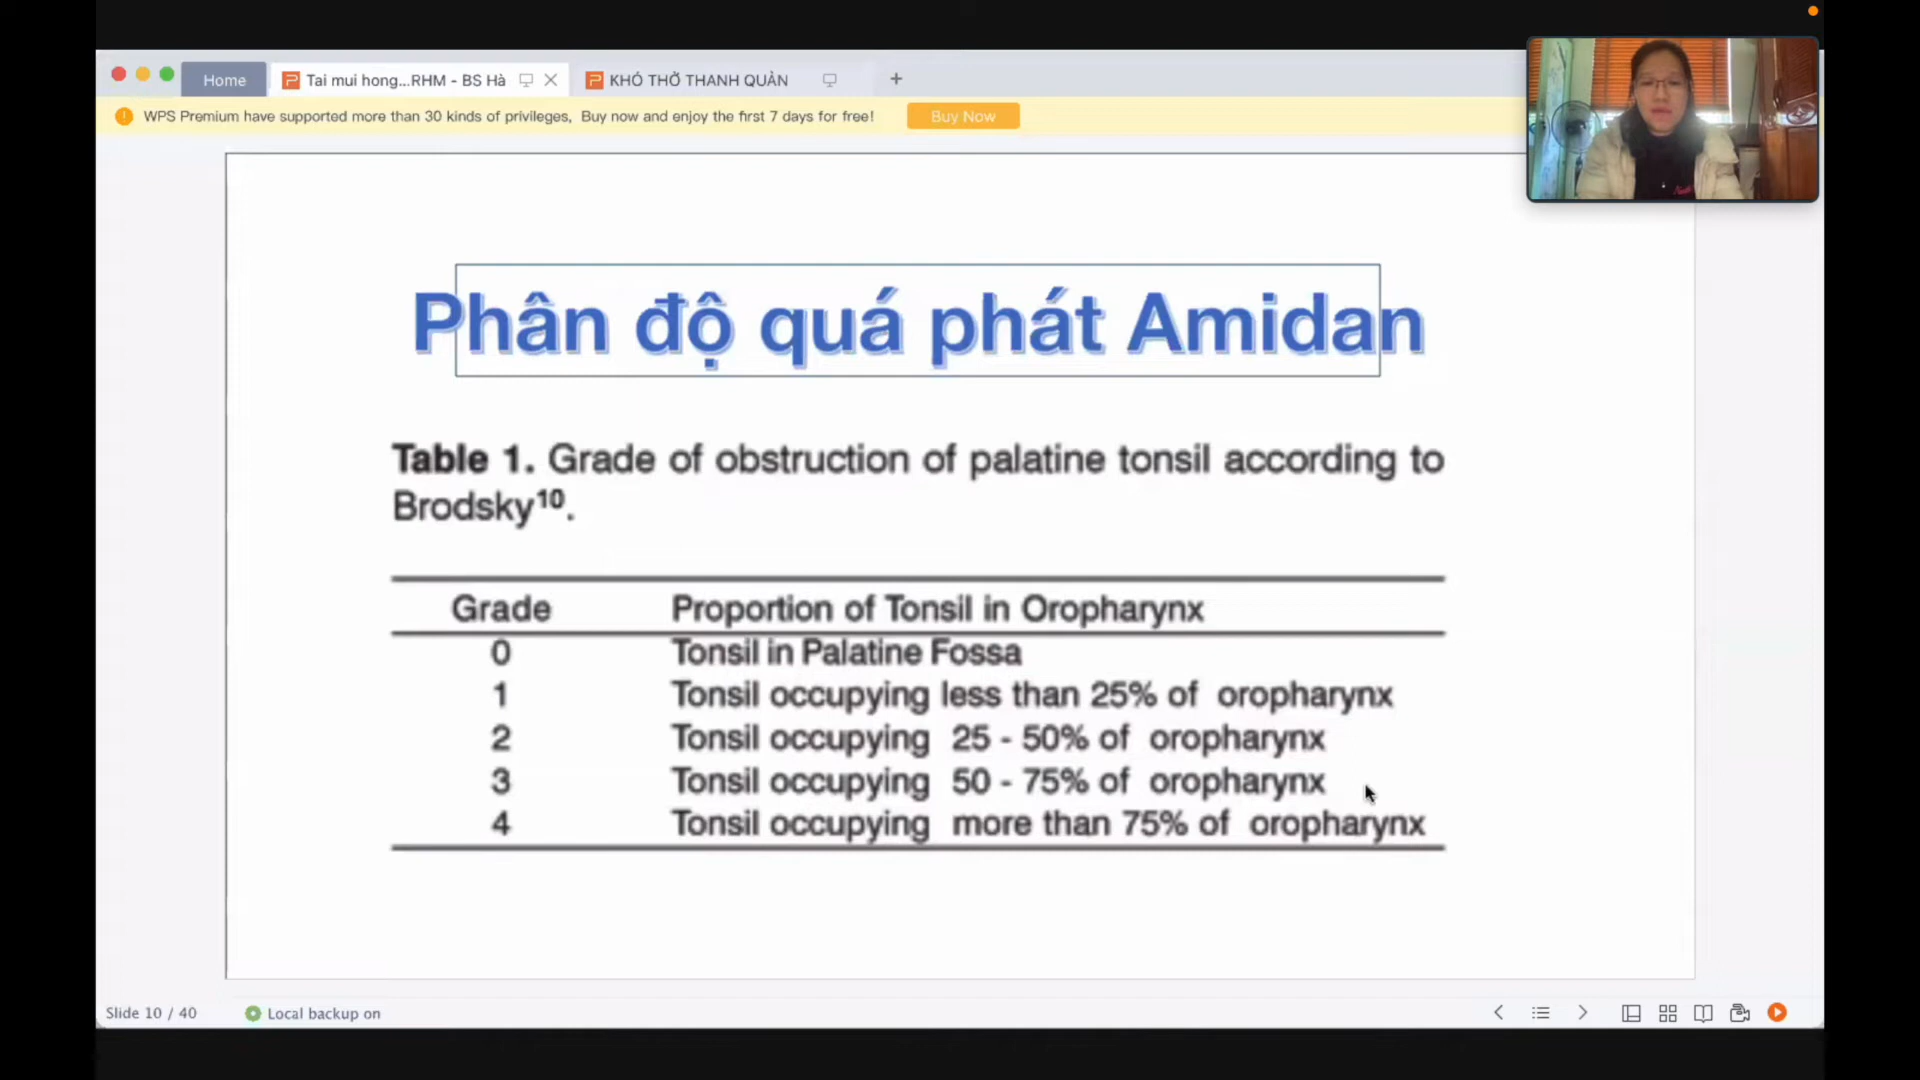 Home
Tai mui hong...RHM - BS Hà
KHÓ THỞ THANH QUẢN
WPS Premium have supported more than 30 kinds of privileges, Buy now and enjoy the first 7 days for free!
Buy Now
Phân độ quá phát Amidan
Table 1. Grade of obstruction of palatine tonsil according to
Brodsky¹⁰.
Grade Proportion of Tonsil in Oropharynx
0 Tonsil in Palatine Fossa
1 Tonsil occupying less than 25% of oropharynx
2 Tonsil occupying 25 - 50% of oropharynx
3 Tonsil occupying 50 - 75% of oropharynx
4 Tonsil occupying more than 75% of oropharynx
Slide 10 / 40
Local backup on